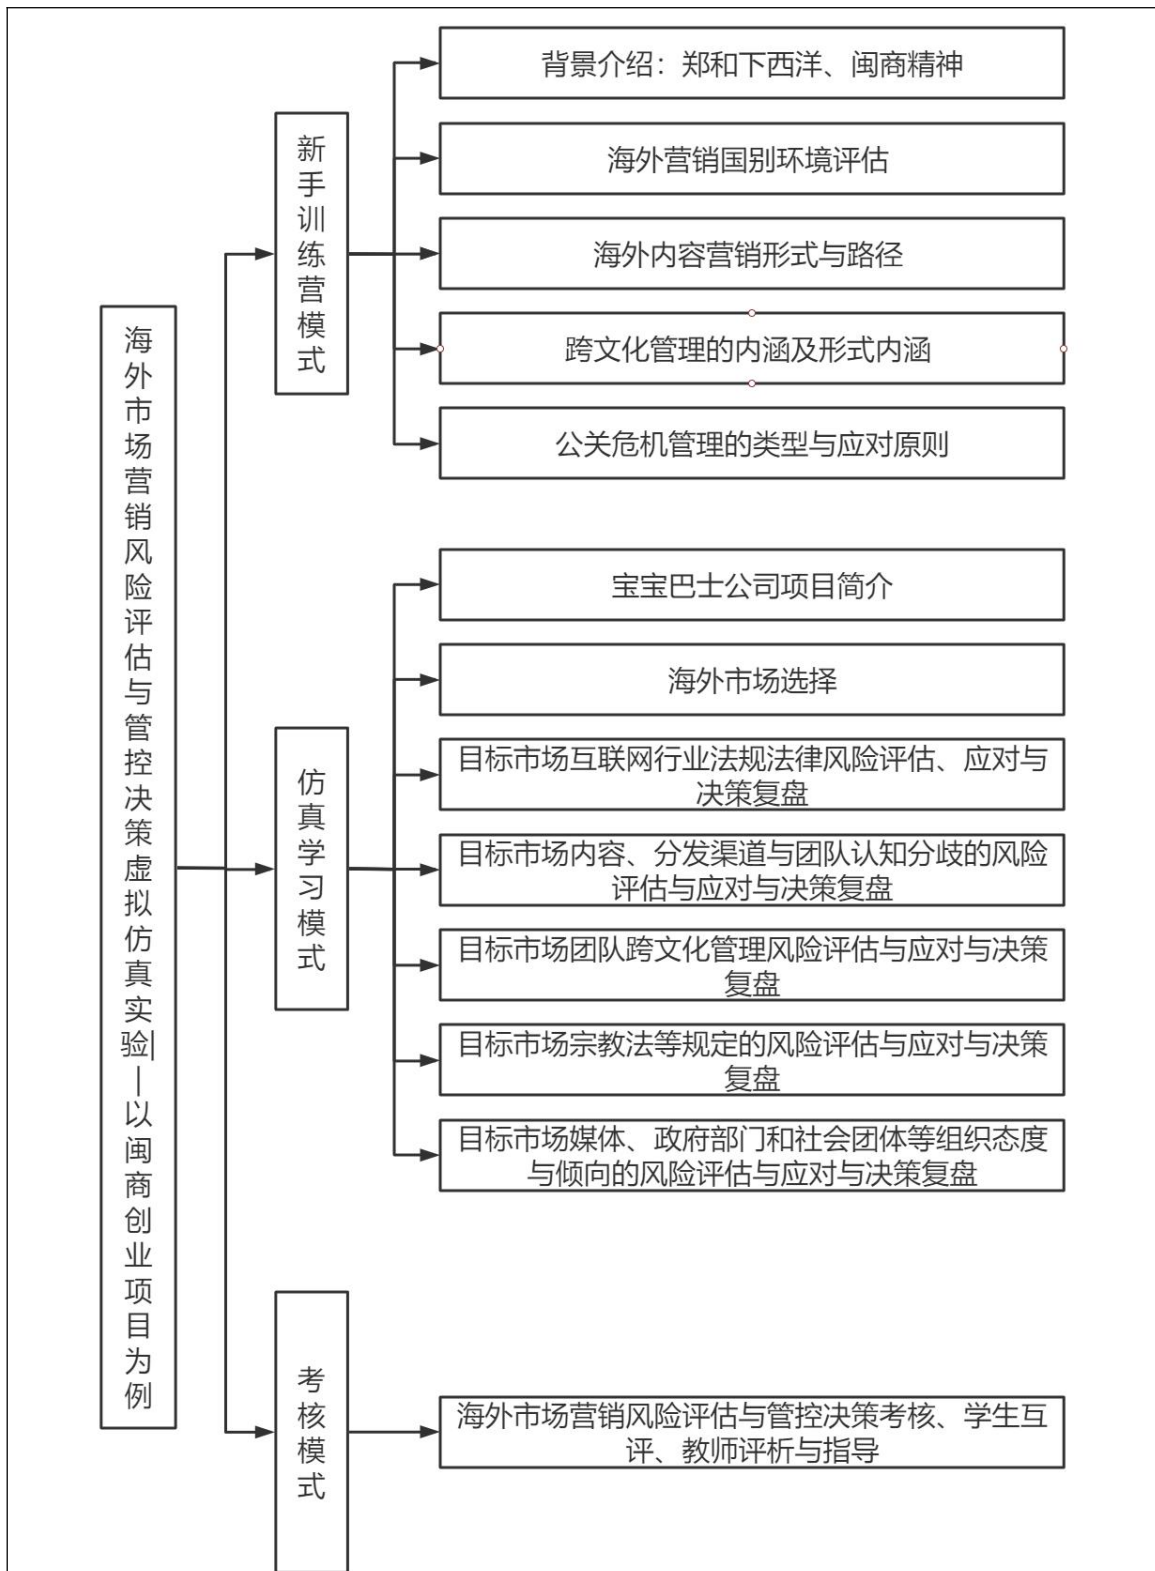 海外市场营销风险评估与管控决策虚拟仿真实验—以闽商创业项目为例
新手训练营模式
背景介绍：郑和下西洋、闽商精神
海外营销国别环境评估
海外内容营销形式与路径
跨文化管理的内涵及形式内涵
公关危机管理的类型与应对原则
仿真学习模式
宝宝巴士公司项目简介
海外市场选择
目标市场互联网行业法规法律风险评估、应对与
决策复盘
目标市场内容、分发渠道与团队认知分歧的风险
评估与应对与决策复盘
目标市场团队跨文化管理风险评估与应对与决策
复盘
目标市场宗教法等规定的风险评估与应对与决策
复盘
目标市场媒体、政府部门和社会团体等组织态度
与倾向的风险评估与应对与决策复盘
考核模式
海外市场营销风险评估与管控决策考核、学生互
评、教师评析与指导